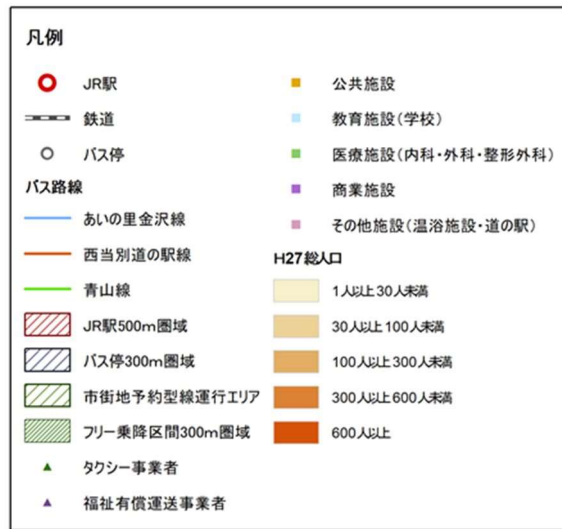 凡例
JR駅
鉄道
バス停
バス路線
あいの里金沢線
西当別道の駅線
青山線
JR駅500m圏域
バス停300m圏域
市街地予約型線運行エリア
フリー乗降区間300m圏域
タクシー事業者
福祉有償運送事業者
公共施設
教育施設(学校)
医療施設(内科・外科・整形外科)
商業施設
その他施設(温浴施設・道の駅)
H27総人口
1人以上30人未満
30人以上100人未満
100人以上300人未満
300人以上600人未満
600人以上